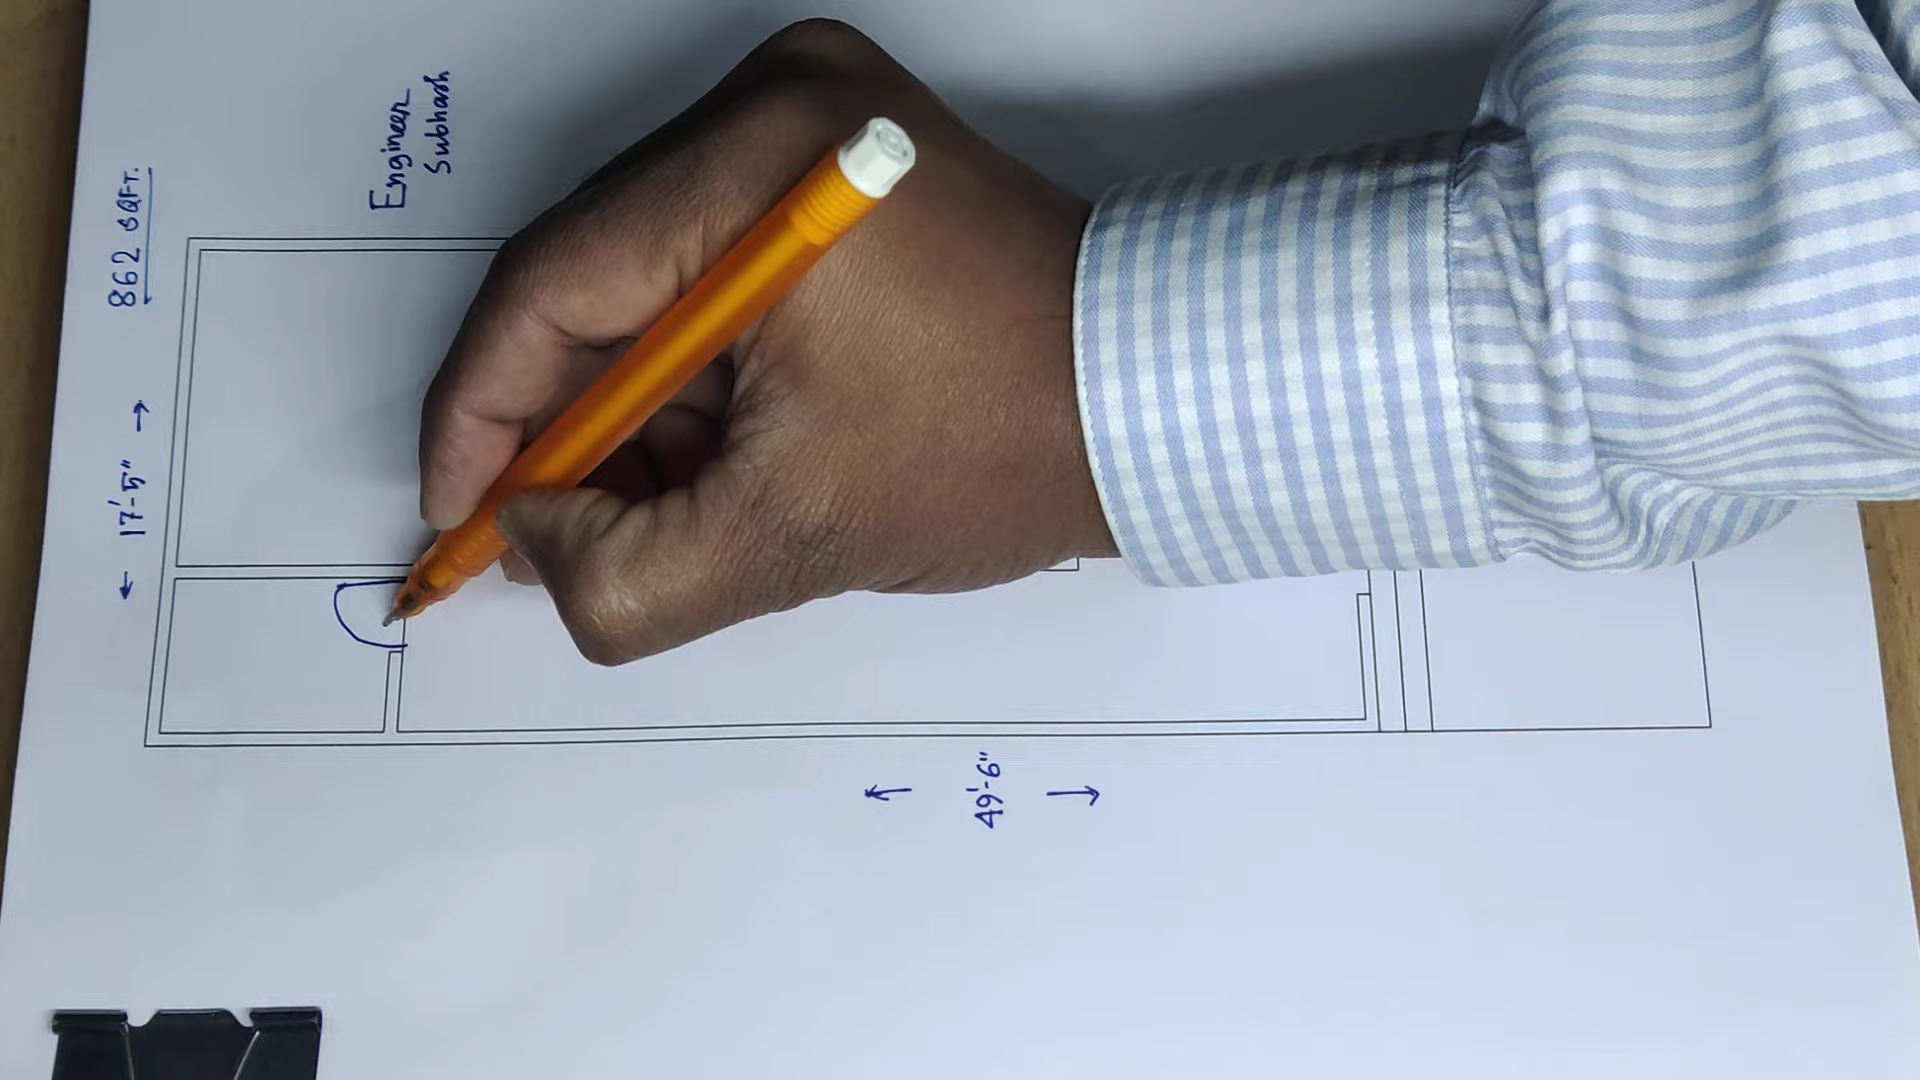 862 SQFT.
Engineer
Subhash
← 17'-5" →
← 49'-6" →